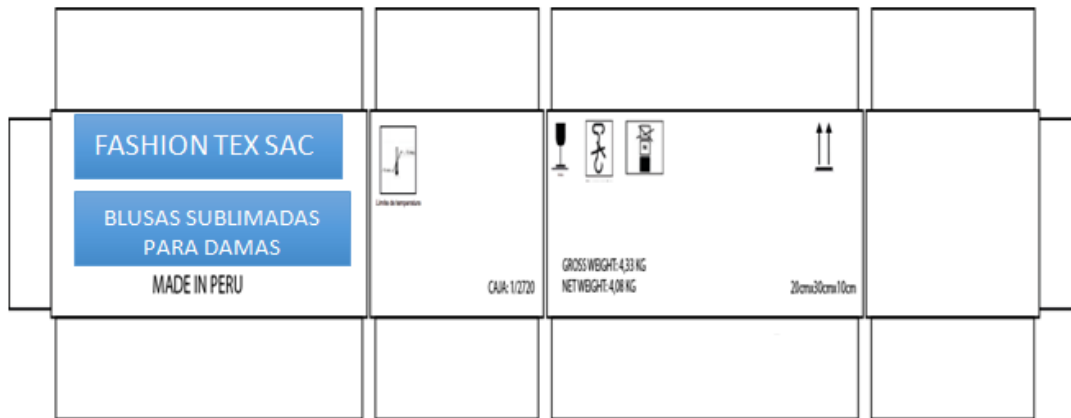 FASHION TEX SAC
BLUSAS SUBLIMADAS
PARA DAMAS
MADE IN PERU
Límite de temperatura
CAJA: 1/2720
GROSS WEIGHT: 4,33 KG
NET WEIGHT: 4,08 KG
20cmx30cmx10cm